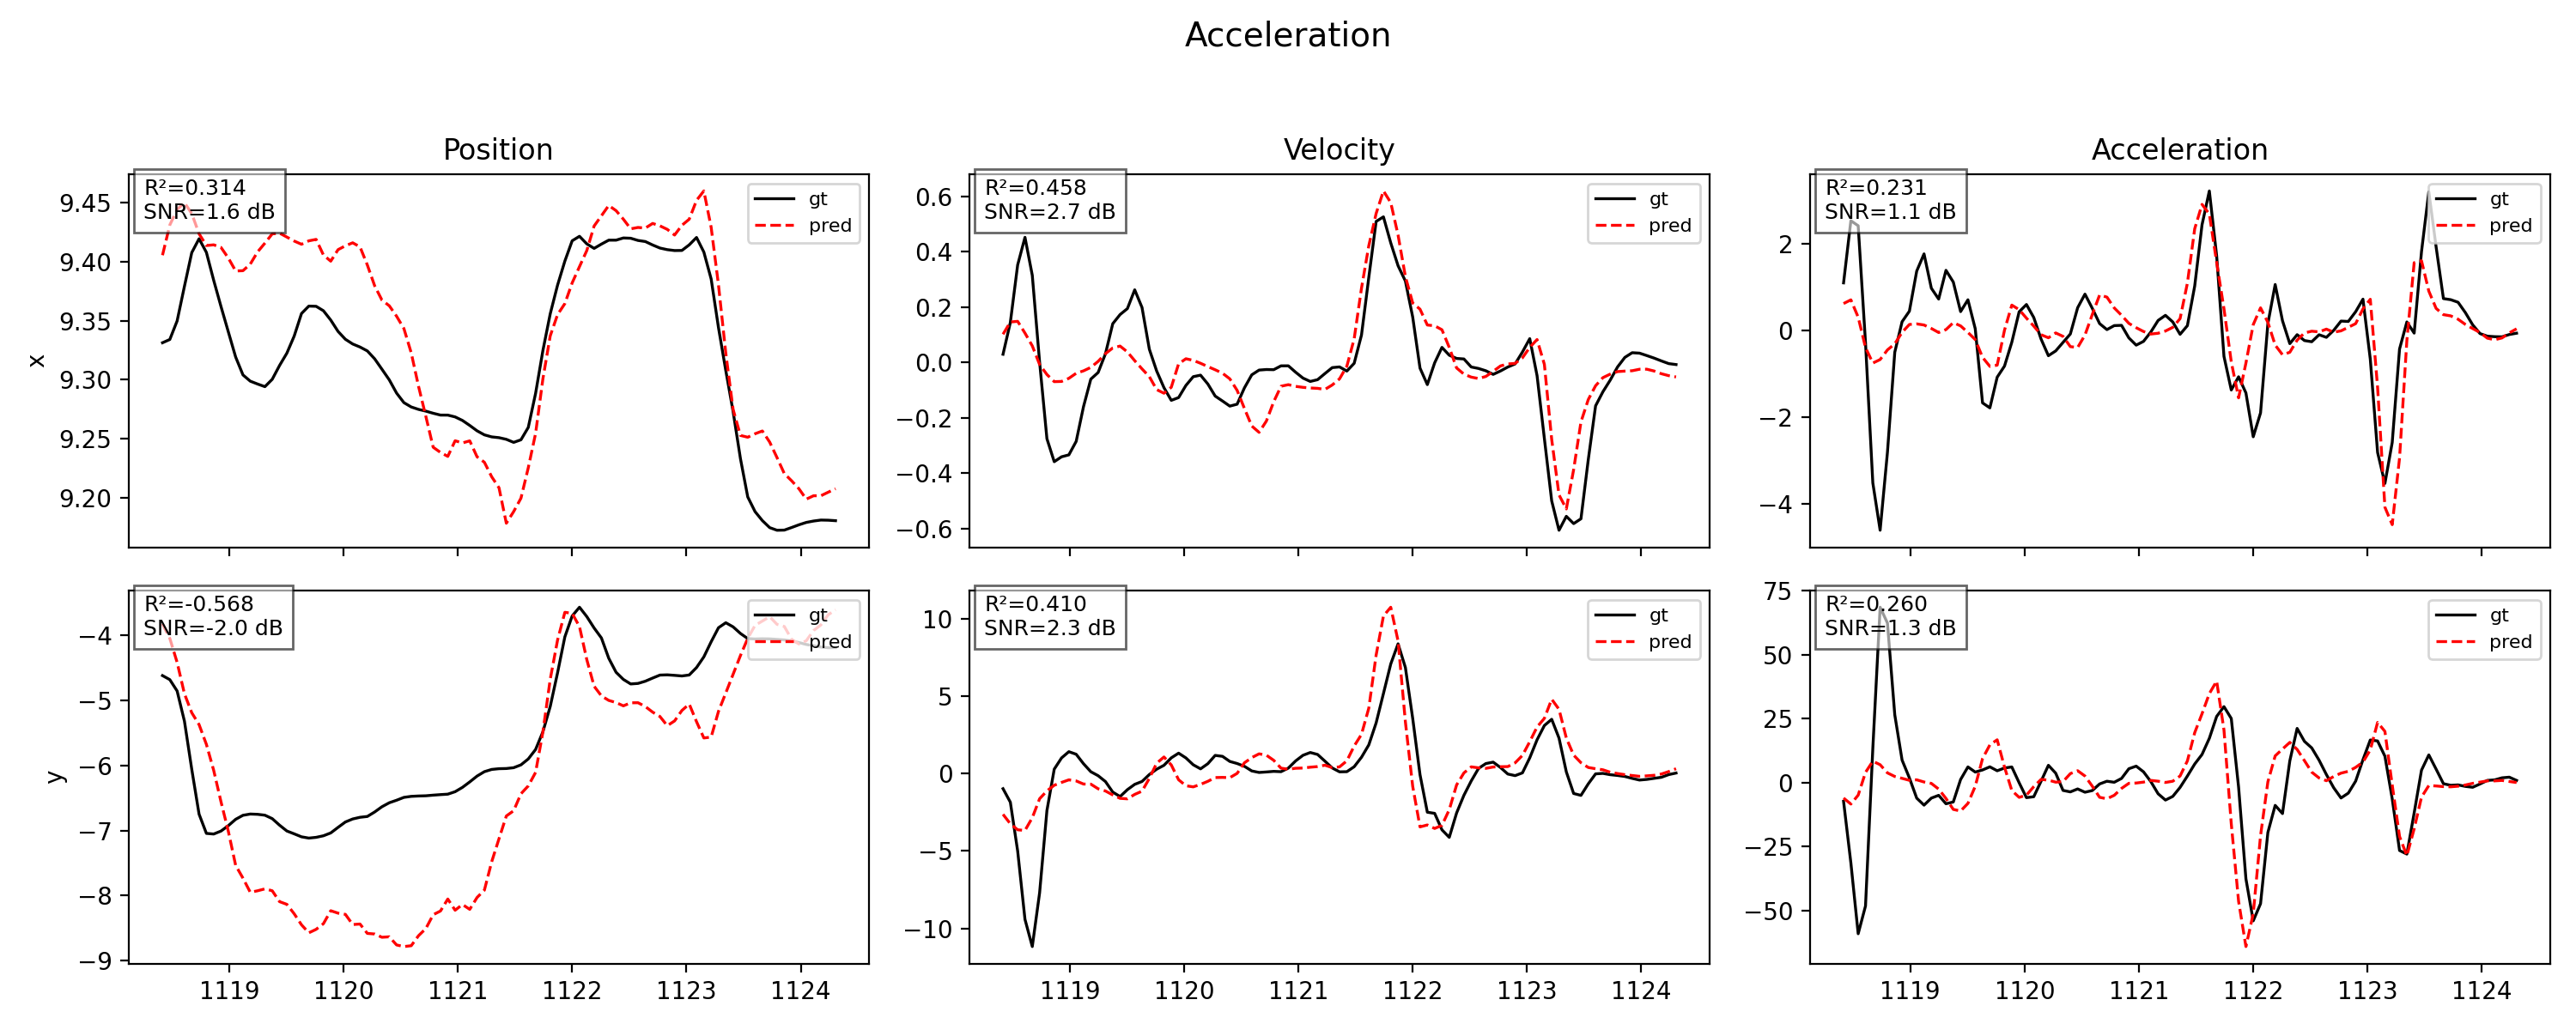 Acceleration
Position
Velocity
Acceleration
R²=0.314
SNR=1.6 dB
gt
pred
9.45
9.40
9.35
9.30
9.25
9.20
x
R²=0.458
SNR=2.7 dB
gt
pred
0.6
0.4
0.2
0.0
−0.2
−0.4
−0.6
R²=0.231
SNR=1.1 dB
gt
pred
2
0
−2
−4
R²=-0.568
SNR=-2.0 dB
gt
pred
−4
−5
−6
−7
−8
−9
y
1119 1120 1121 1122 1123 1124
R²=0.410
SNR=2.3 dB
gt
pred
10
5
0
−5
−10
1119 1120 1121 1122 1123 1124
R²=0.260
SNR=1.3 dB
gt
pred
75
50
25
0
−25
−50
1119 1120 1121 1122 1123 1124